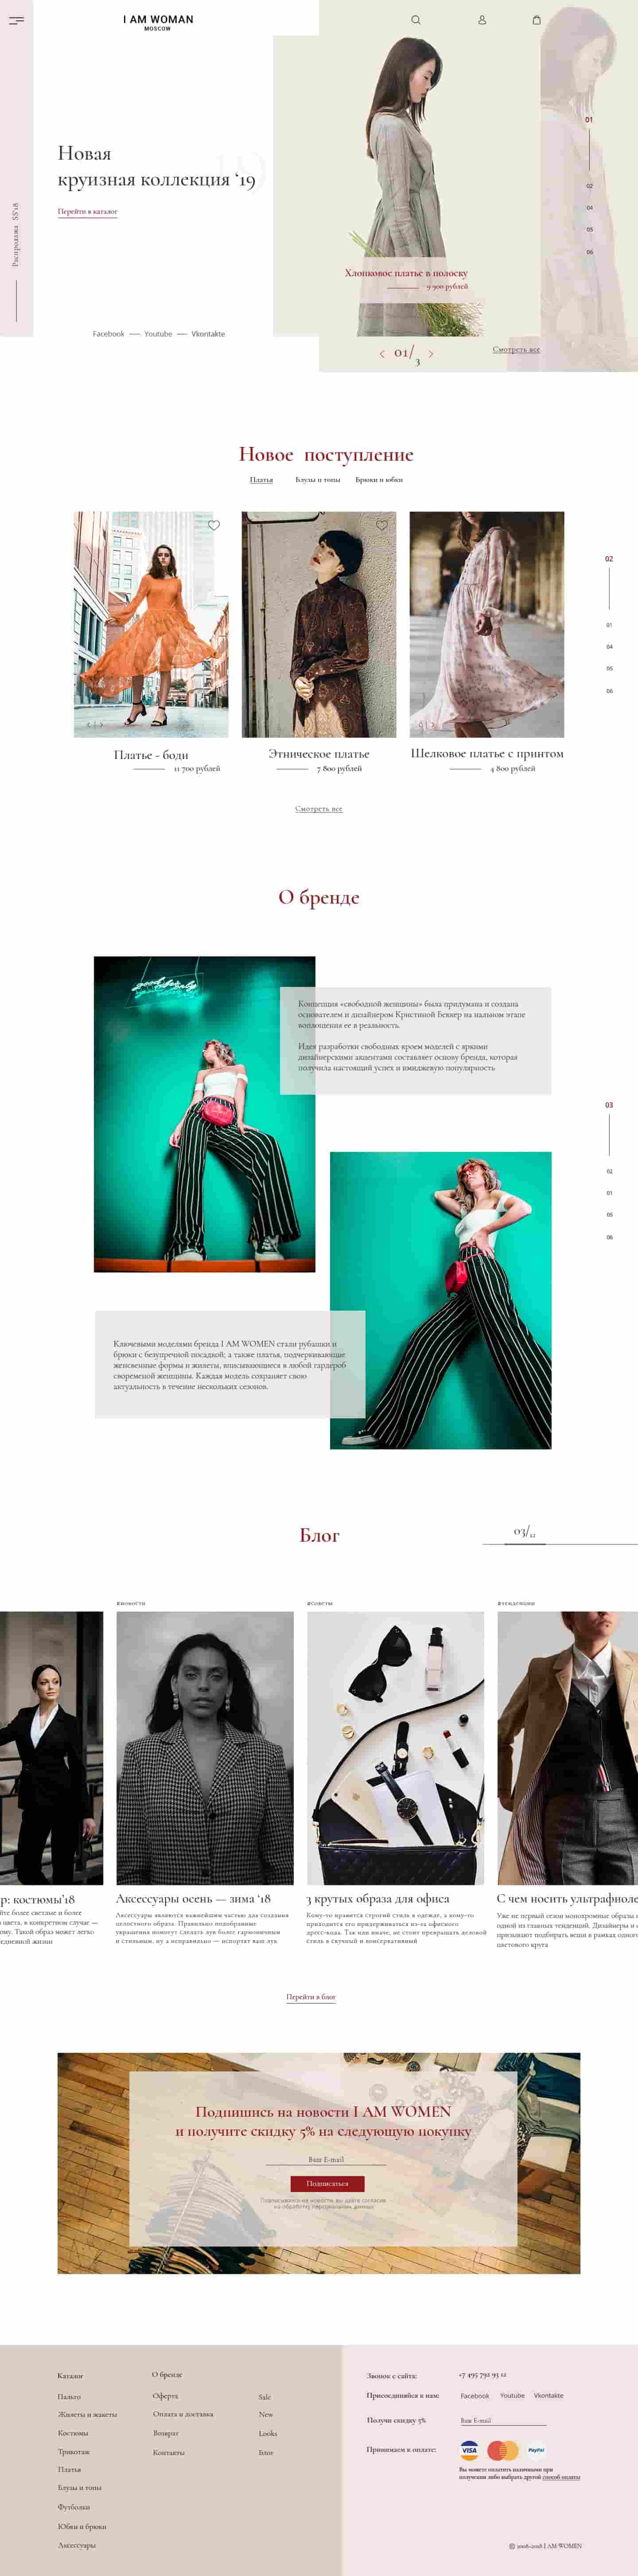 I AM WOMAN
MOSCOW
19
Новая
круизная коллекция ‘19
Перейти в каталог
Распродажа SS'18
Facebook — Youtube — Vkontakte
Хлопковое платье в полоску
9 900 рублей
01/3
Смотреть все
01
02
04
05
06
Новое поступление
Платья Блузы и топы Брюки и юбки
02
01
04
05
06
Платье - боди
11 700 рублей
Этническое платье
7 800 рублей
Шелковое платье с принтом
4 800 рублей
Смотреть все
О бренде
Концепция «свободной женщины» была придумана и создана
основателем и дизайнером Кристиной Беккер на нальном этапе
воплощения ее в реальность.
Идея разработки свободных кроем моделей с яркими
дизайнерскими акцентами составляет основу бренда, которая
получила настоящий успех и имиджевую популярность
03
02
01
05
06
Ключевыми моделями бренда I AM WOMEN стали рубашки и
брюки с безупречной посадкой; а также платья, подчеркивающие
женсвенные формы и жилеты, вписывающиеся в любой гардероб
своременой женщины. Каждая модель сохраняет свою
актуальность в течение нескольких сезонов.
Блог
03/12
#новости
#Советы
#тенденции
р: костюмы’18
йте более светлые и более
цвета, в конкретном случае —
ому. Такой образ может легко
едневной жизни
Аксессуары осень — зима ‘18
Аксессуары являются важнейшим частью для создания
целостного образа. Правильно подобранние
украшения помогут сделать лук более гармоничным
и стильным, ну а неправильно — испортят ваш лук
3 крутых образа для офиса
Кому-то нравится строгий стиль в одежде, а кому-то
приходится его придерживаться из-за офисного
дресс-кода. Так или иначе, не стоит превращать деловой
стиль в скучный и консервативный
С чем носить ультрафиоле
Уже не первый сезон монохромные образы
одной из главных тенденций. Дизайнеры и
призывают подбирать вещи в рамках одного
цветового круга
Перейти в блог
Подпишись на новости I AM WOMEN
и получите скидку 5% на следующую покупку
Ваш E-mail
Подписаться
Подписываясь на новости, вы даёте согласие
на обработку персональных данных
Каталог
Пальто
Жилеты и жакеты
Костюмы
Трикотаж
Платья
Блузы и топы
Футболки
Юбки и брюки
Аксессуары
О бренде
Оферта
Оплата и доставка
Возврат
Контакты
Sale
New
Looks
Блог
Звонок с сайта: +7 495 792 93 12
Присоединяйся к нам: Facebook Youtube Vkontakte
Получи скидку 5% Ваш E-mail
Принимаем к оплате: VISA PayPal
Вы можете оплатить наличными при
получении либо выбрать другой способ оплаты
© 2008-2018 I AM WOMEN